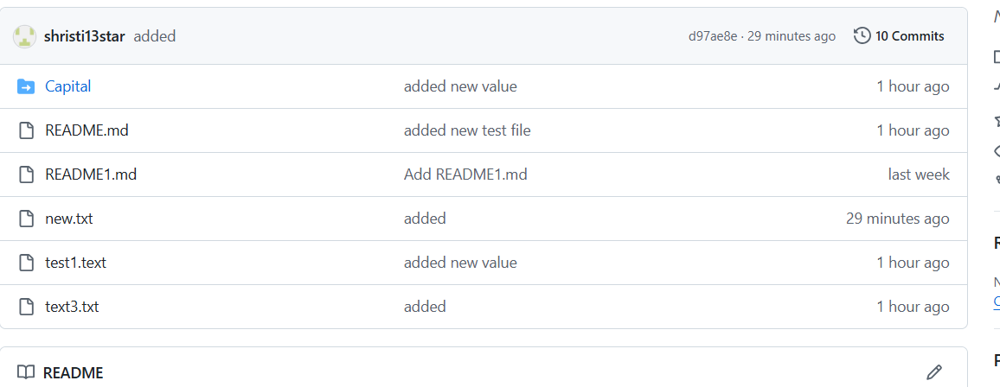 shristi13star added d97ae8e · 29 minutes ago 10 Commits
Capital added new value 1 hour ago
README.md added new test file 1 hour ago
README1.md Add README1.md last week
new.txt added 29 minutes ago
test1.text added new value 1 hour ago
text3.txt added 1 hour ago
README